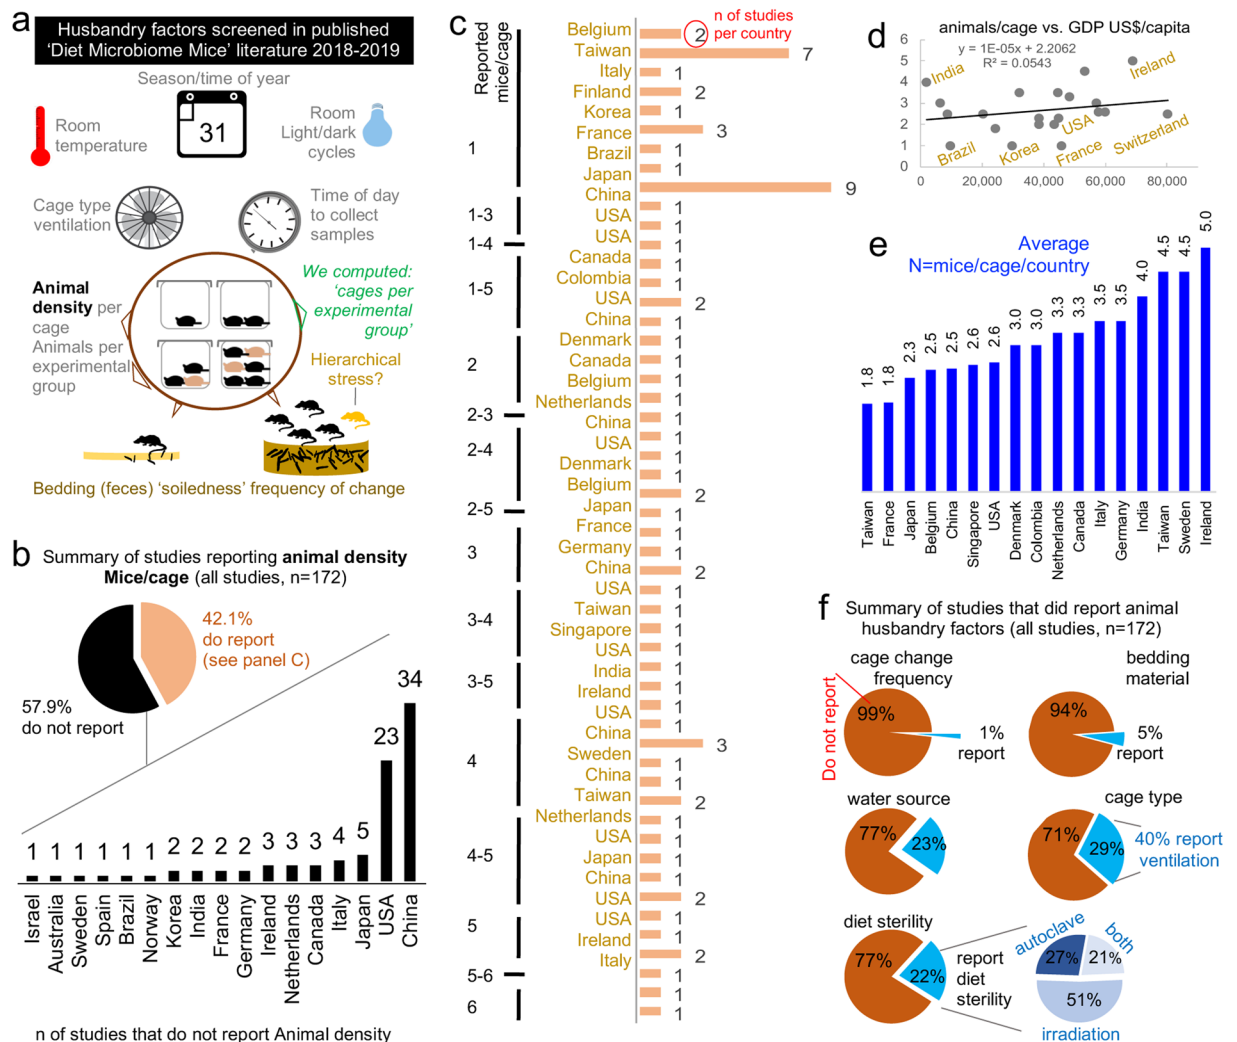 a
Husbandry factors screened in published
‘Diet Microbiome Mice’ literature 2018-2019
Season/time of year
31
Room
temperature
Room
Light/dark
cycles
Cage type
ventilation
Time of day
to collect
samples
Animal
density per
cage
Animals per
experimental
group
We computed:
‘cages per
experimental
group’
Hierarchical
stress?
Bedding (feces) ‘soiledness’ frequency of change
b
Summary of studies reporting animal density
Mice/cage (all studies, n=172)
42.1%
do report
(see panel C)
57.9%
do not report
1 1 1 1 1 1 2 2 2 2 3 3 3 4 5 23 34
Israel
Australia
Sweden
Spain
Brazil
Norway
Korea
India
France
Germany
Ireland
Netherlands
Canada
Italy
Japan
USA
China
n of studies that do not report Animal density
c
Reported
mice/cage
n of studies
per country
1
1-3
1-4
1-5
2
2-3
2-4
2-5
3
3-4
3-5
4
4-5
5
5-6
6
Belgium
Taiwan
Italy
Finland
Korea
France
Brazil
Japan
China
USA
USA
Canada
Colombia
USA
China
Denmark
Canada
Belgium
Netherlands
China
USA
Denmark
Belgium
Japan
France
Germany
China
USA
Taiwan
Singapore
USA
India
Ireland
USA
China
Sweden
China
Taiwan
Netherlands
USA
Japan
China
USA
USA
Ireland
Italy
2
7
1
2
1
3
1
1
9
1
1
1
1
1
2
1
1
1
1
1
1
1
1
1
2
1
1
1
2
1
1
1
1
1
1
1
1
3
1
1
2
1
1
1
1
2
1
1
2
1
1
1
d
animals/cage vs. GDP US$/capita
y = 1E-05x + 2.2062
R² = 0.0543
6
5
4
3
2
1
0
India
Ireland
USA
Brazil
Korea
France
Switzerland
0 20,000 40,000 60,000 80,000
e
Average
N=mice/cage/country
1.8 1.8 2.3 2.5 2.5 2.6 2.6 3.0 3.0 3.3 3.3 3.5 3.5 4.0 4.5 4.5 5.0
Taiwan
France
Japan
Belgium
China
Singapore
USA
Denmark
Colombia
Netherlands
Canada
Italy
Germany
India
Taiwan
Sweden
Ireland
f
Summary of studies that did report animal
husbandry factors (all studies, n=172)
cage change
frequency
Do not report
99%
1%
report
bedding
material
94%
5%
report
water source
77%
23%
cage type
71%
29%
40% report
ventilation
diet sterility
77%
22%
report
diet
sterility
autoclave
both
27%
21%
51%
irradiation